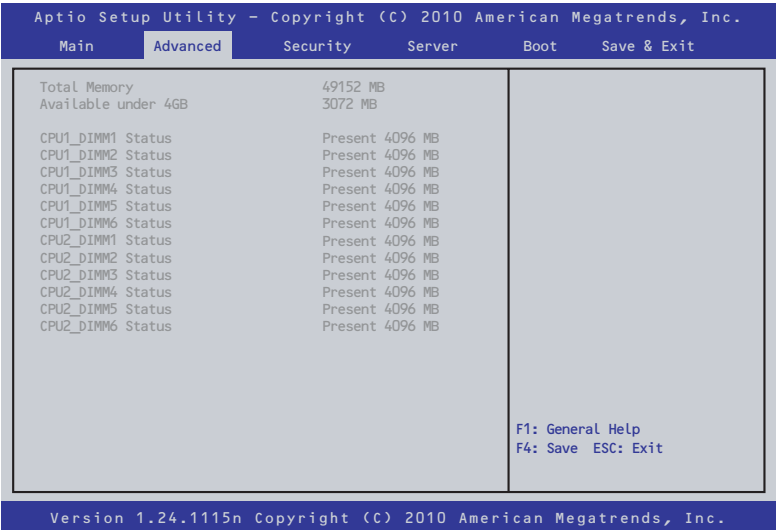 Aptio Setup Utility – Copyright (C) 2010 American Megatrends, Inc.
Main Advanced Security Server Boot Save & Exit
Total Memory 49152 MB
Available under 4GB 3072 MB
CPU1_DIMM1 Status Present 4096 MB
CPU1_DIMM2 Status Present 4096 MB
CPU1_DIMM3 Status Present 4096 MB
CPU1_DIMM4 Status Present 4096 MB
CPU1_DIMM5 Status Present 4096 MB
CPU1_DIMM6 Status Present 4096 MB
CPU2_DIMM1 Status Present 4096 MB
CPU2_DIMM2 Status Present 4096 MB
CPU2_DIMM3 Status Present 4096 MB
CPU2_DIMM4 Status Present 4096 MB
CPU2_DIMM5 Status Present 4096 MB
CPU2_DIMM6 Status Present 4096 MB
F1: General Help
F4: Save ESC: Exit
Version 1.24.1115n Copyright (C) 2010 American Megatrends, Inc.